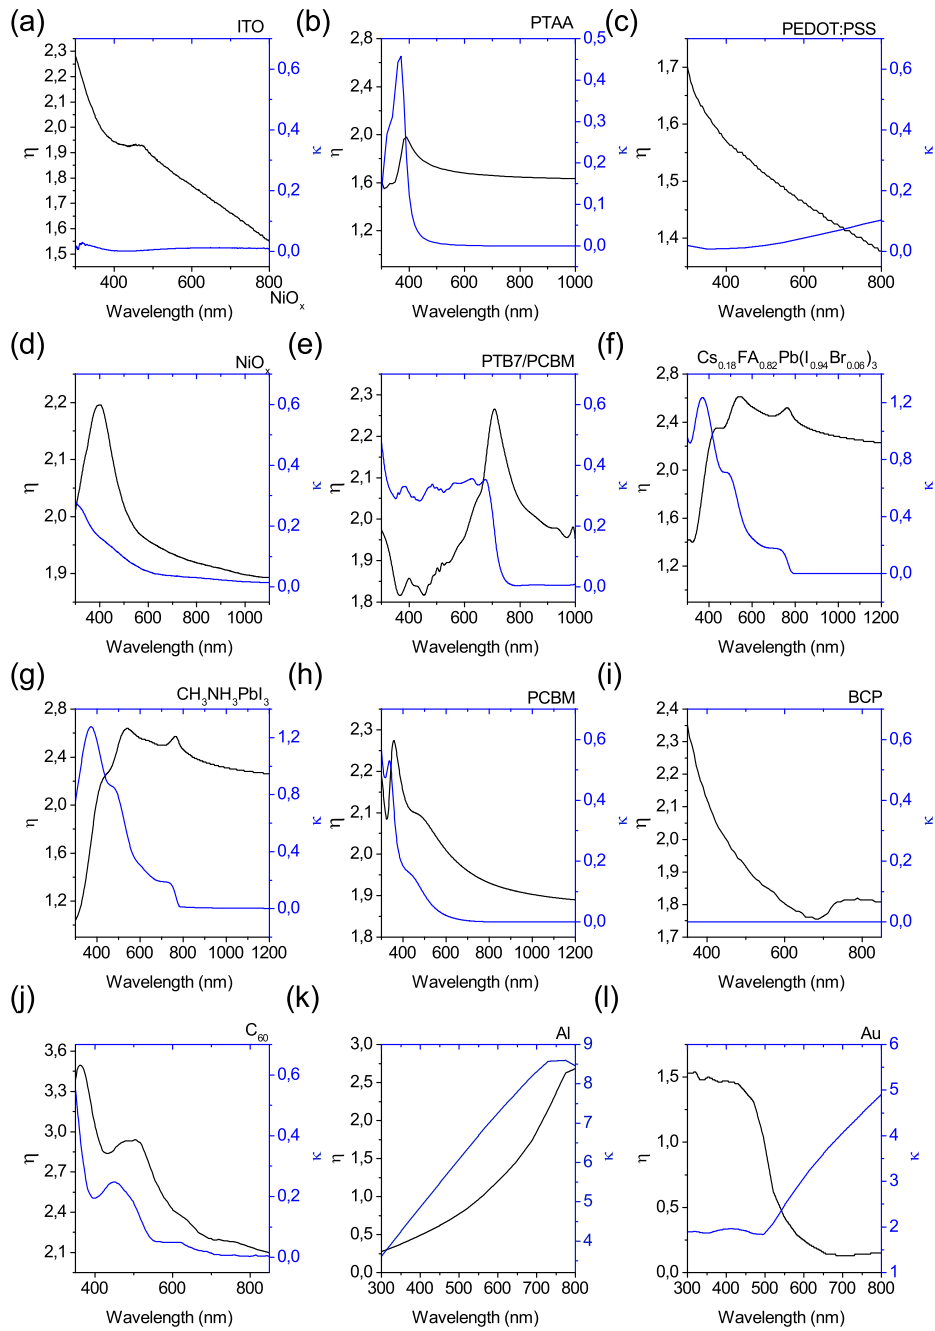 (a) ITO
2,3
2,2
2,1
2,0
1,9
1,8
1,7
1,6
1,5
η
0,6
0,4
0,2
0,0
κ
400 600 800
Wavelength (nm)
NiOₓ
(b) PTAA
2,8
2,4
2,0
1,6
1,2
η
0,5
0,4
0,3
0,2
0,1
0,0
κ
400 500 600 700 800 900 1000
Wavelength (nm)
(c) PEDOT:PSS
1,7
1,6
1,5
1,4
η
0,6
0,4
0,2
0,0
κ
400 600 800
Wavelength (nm)
(d) NiOₓ
2,2
2,1
2,0
1,9
η
0,6
0,4
0,2
0,0
κ
400 600 800 1000
Wavelength (nm)
(e) PTB7/PCBM
2,3
2,2
2,1
2,0
1,9
1,8
η
0,6
0,4
0,2
0,0
κ
400 600 800 1000
Wavelength (nm)
(f) Cs₀.₁₈FA₀.₈₂Pb(I₀.₉₄Br₀.₀₆)₃
2,8
2,4
2,0
1,6
1,2
η
1,2
0,8
0,4
0,0
κ
400 600 800 1000 1200
Wavelength (nm)
(g) CH₃NH₃PbI₃
2,8
2,4
2,0
1,6
1,2
η
1,2
0,8
0,4
0,0
κ
400 600 800 1000 1200
Wavelength (nm)
(h) PCBM
2,3
2,2
2,1
2,0
1,9
1,8
η
0,6
0,4
0,2
0,0
κ
400 600 800 1000 1200
Wavelength (nm)
(i) BCP
2,4
2,3
2,2
2,1
2,0
1,9
1,8
1,7
η
0,6
0,4
0,2
0,0
κ
400 600 800
Wavelength (nm)
(j) C₆₀
3,6
3,3
3,0
2,7
2,4
2,1
η
0,6
0,4
0,2
0,0
κ
400 600 800
Wavelength (nm)
(k) Al
3,0
2,5
2,0
1,5
1,0
0,5
0,0
η
9
8
7
6
5
4
κ
300 400 500 600 700 800
Wavelength (nm)
(l) Au
1,5
1,0
0,5
0,0
η
6
5
4
3
2
1
κ
300 400 500 600 700 800
Wavelength (nm)